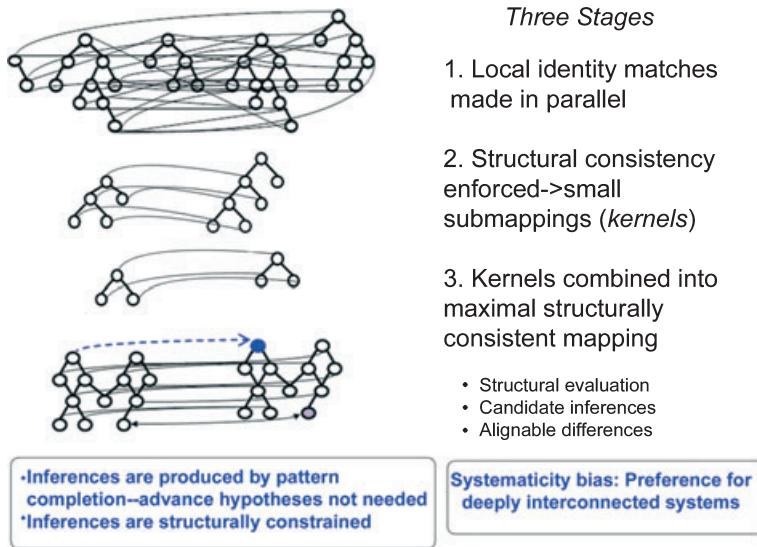 Three Stages
1. Local identity matches
made in parallel
2. Structural consistency
enforced->small
submappings (kernels)
3. Kernels combined into
maximal structurally
consistent mapping
• Structural evaluation
• Candidate inferences
• Alignable differences
•Inferences are produced by pattern
completion--advance hypotheses not needed
•Inferences are structurally constrained
Systematicity bias: Preference for
deeply interconnected systems